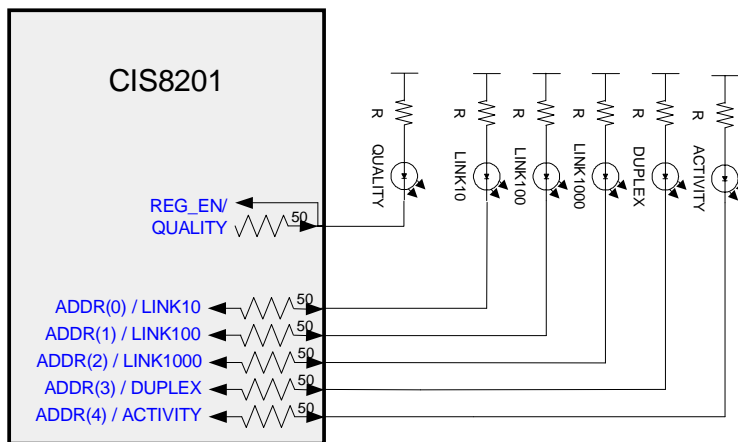 CIS8201
R
QUALITY
R
LINK10
R
LINK100
R
LINK1000
R
DUPLEX
R
ACTIVITY
REG_EN/
QUALITY
50
ADDR(0) / LINK10
50
ADDR(1) / LINK100
50
ADDR(2) / LINK1000
50
ADDR(3) / DUPLEX
50
ADDR(4) / ACTIVITY
50